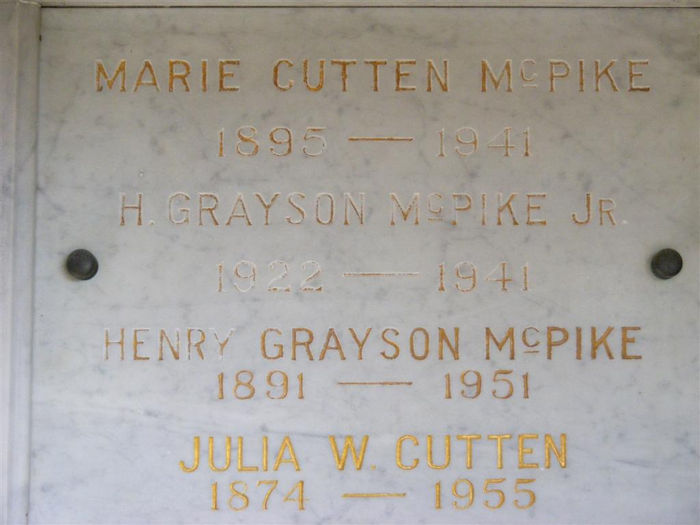 MARIE CUTTEN McPIKE
1895 — 1941
H. GRAYSON McPIKE JR.
1922 — 1941
HENRY GRAYSON McPIKE
1891 — 1951
JULIA W. CUTTEN
1874 — 1955